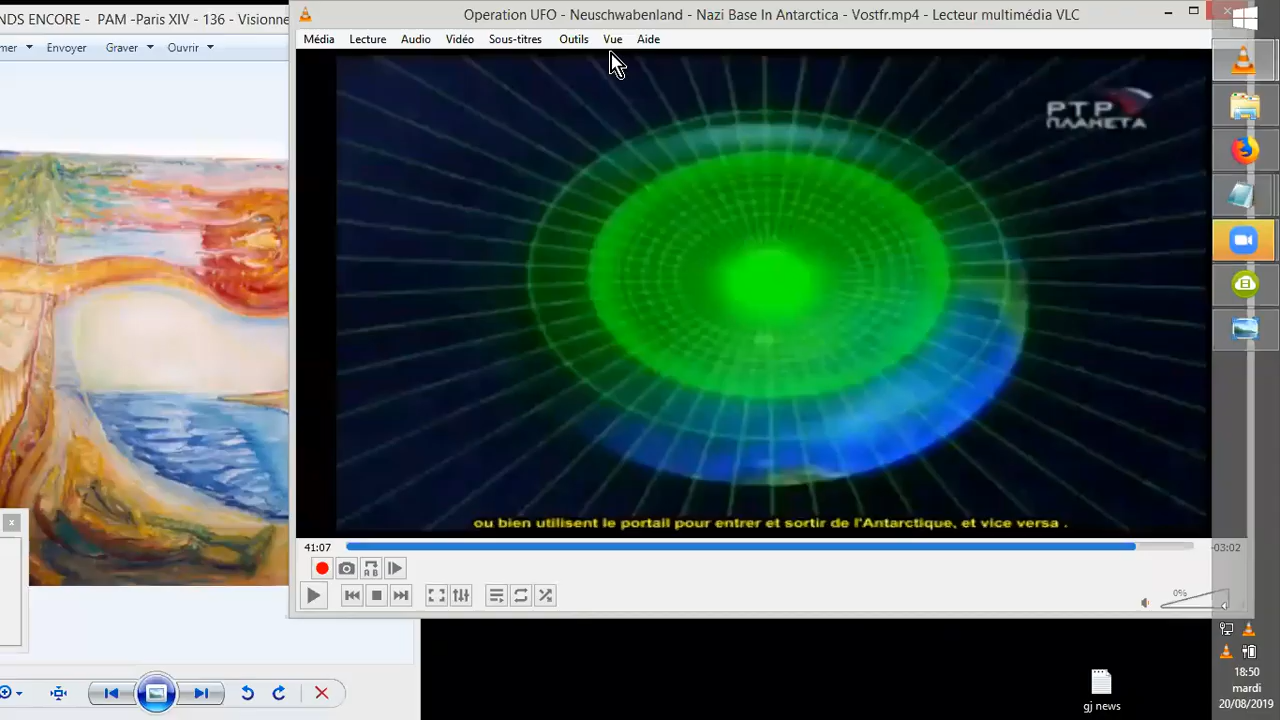 NDS ENCORE - PAM -Paris XIV - 136 - Visionne
mer Envoyer Graver Ouvrir
Operation UFO - Neuschwabenland - Nazi Base In Antarctica - Vostfr.mp4 - Lecteur multimédia VLC
Média Lecture Audio Vidéo Sous-titres Outils Vue Aide
РТР
ПЛАНЕТА
ou bien utilisent le portail pour entrer et sortir de l'Antarctique, et vice versa .
41:07 -03:02
A B
0%
x
18:50
mardi
20/08/2019
gj news